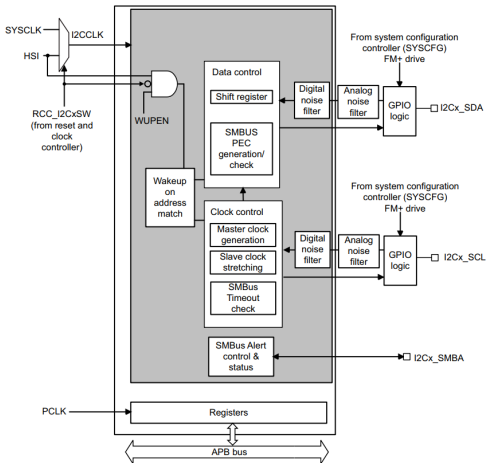 SYSCLK
I2CCLK
HSI
RCC_I2CxSW
(from reset and
clock
controller)
WUPEN
Wakeup
on
address
match
Data control
Shift register
SMBUS
PEC
generation/
check
Digital
noise
filter
Analog
noise
filter
From system configuration
controller (SYSCFG)
FM+ drive
GPIO
logic
I2Cx_SDA
Clock control
Master clock
generation
Slave clock
stretching
SMBus
Timeout
check
Digital
noise
filter
Analog
noise
filter
From system configuration
controller (SYSCFG)
FM+ drive
GPIO
logic
I2Cx_SCL
SMBus Alert
control &
status
I2Cx_SMBA
PCLK
Registers
APB bus